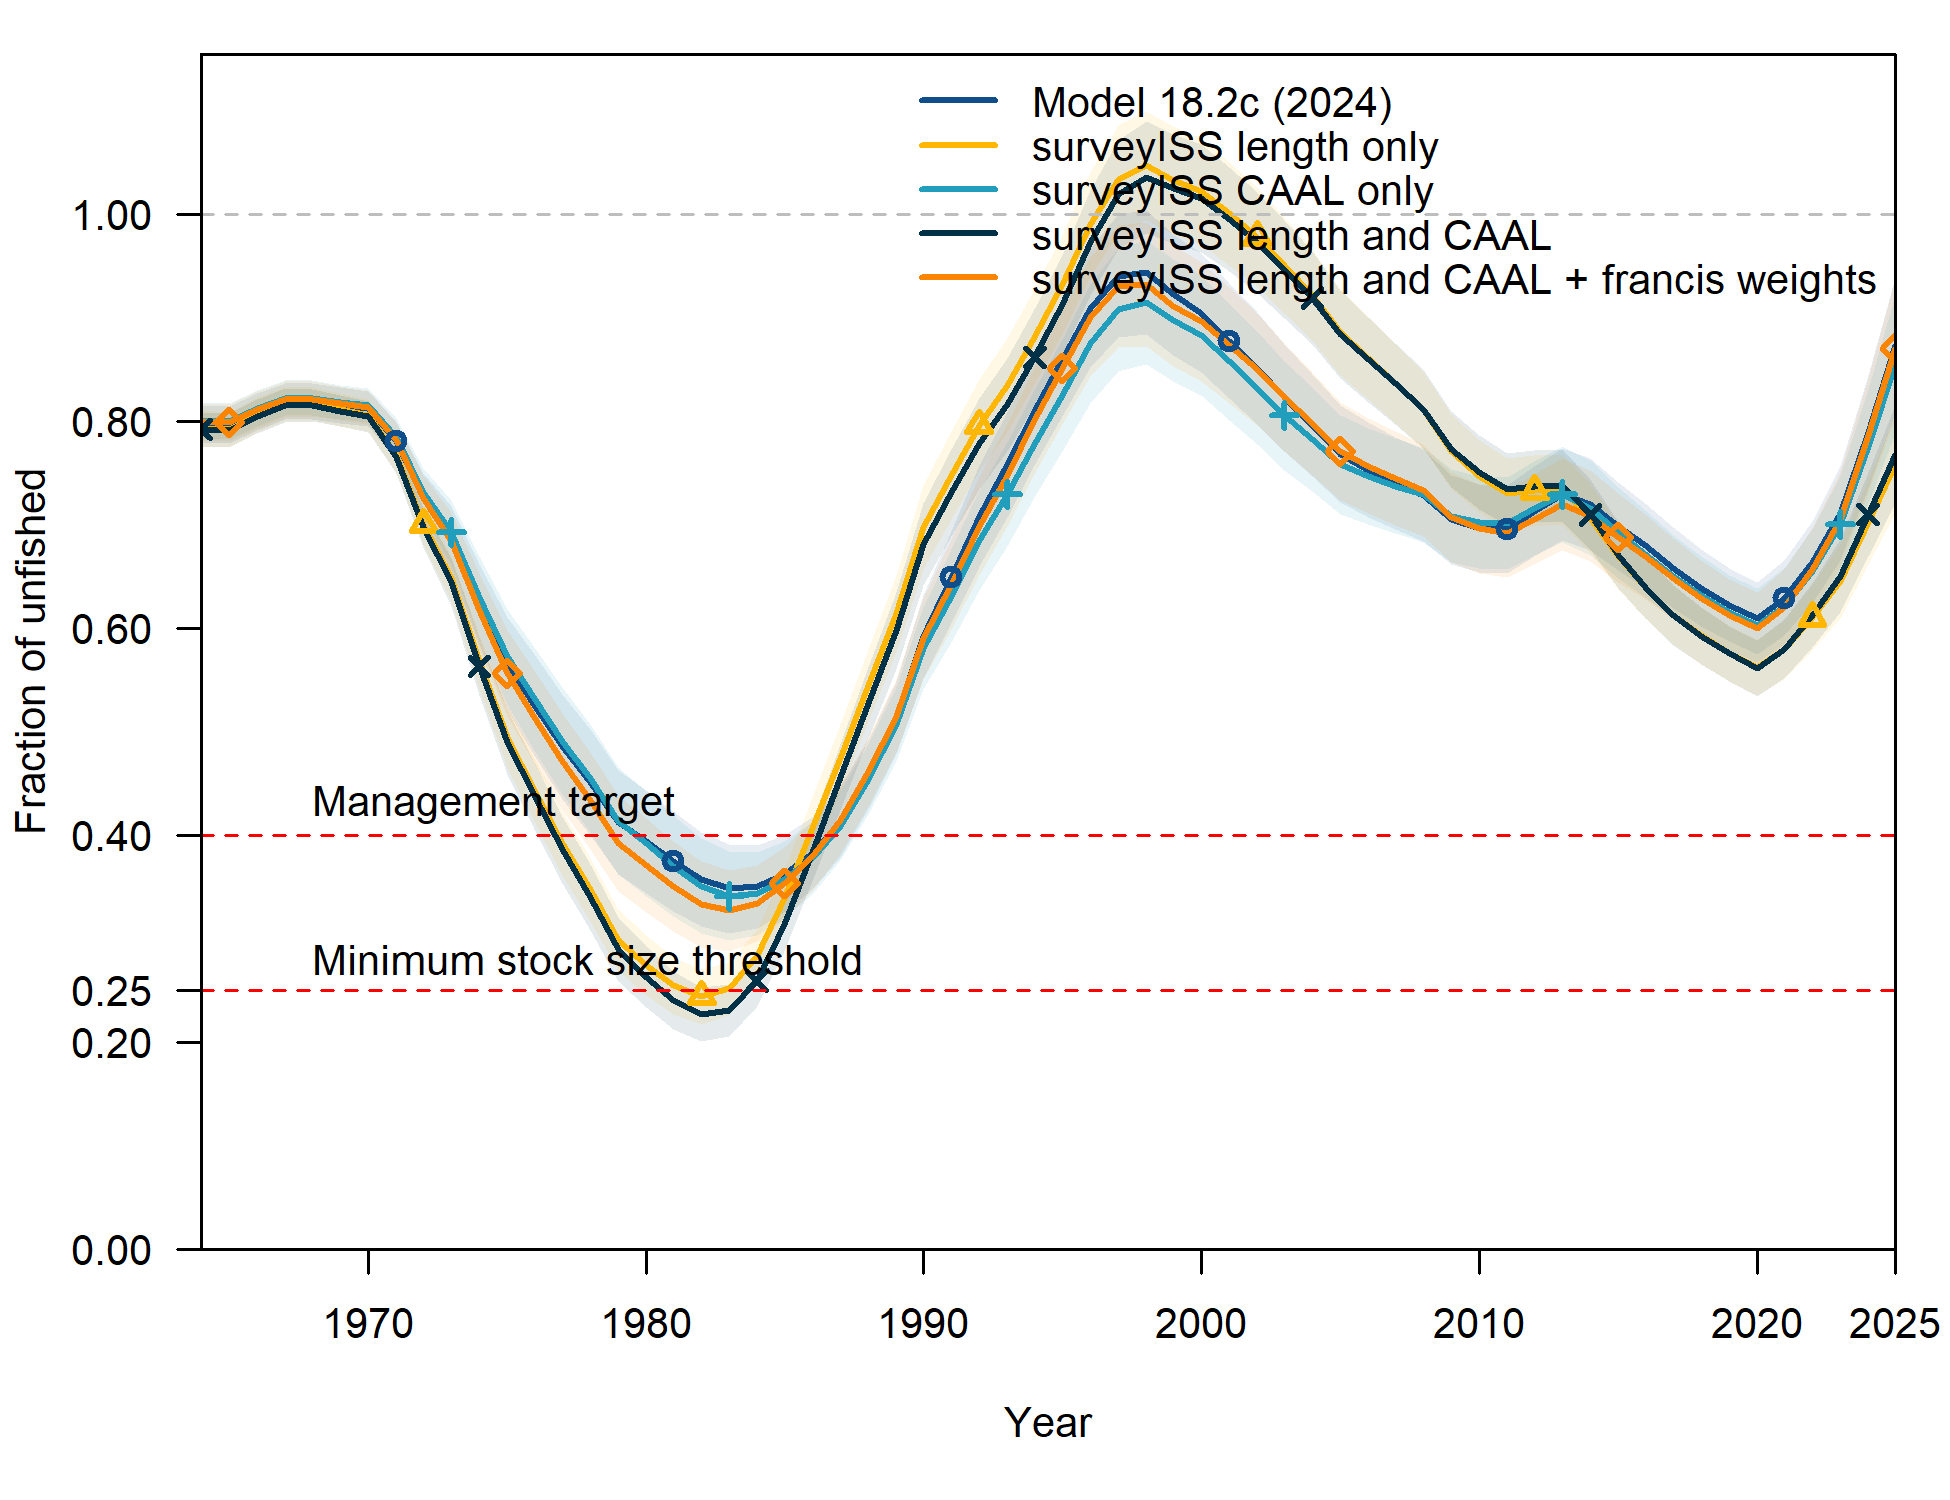 Model 18.2c (2024)
surveyISS length only
surveyISS CAAL only
surveyISS length and CAAL
surveyISS length and CAAL + francis weights
1.00
0.80
0.60
0.40
0.25
0.20
0.00
Fraction of unfished
Management target
Minimum stock size threshold
1970 1980 1990 2000 2010 2020 2025
Year